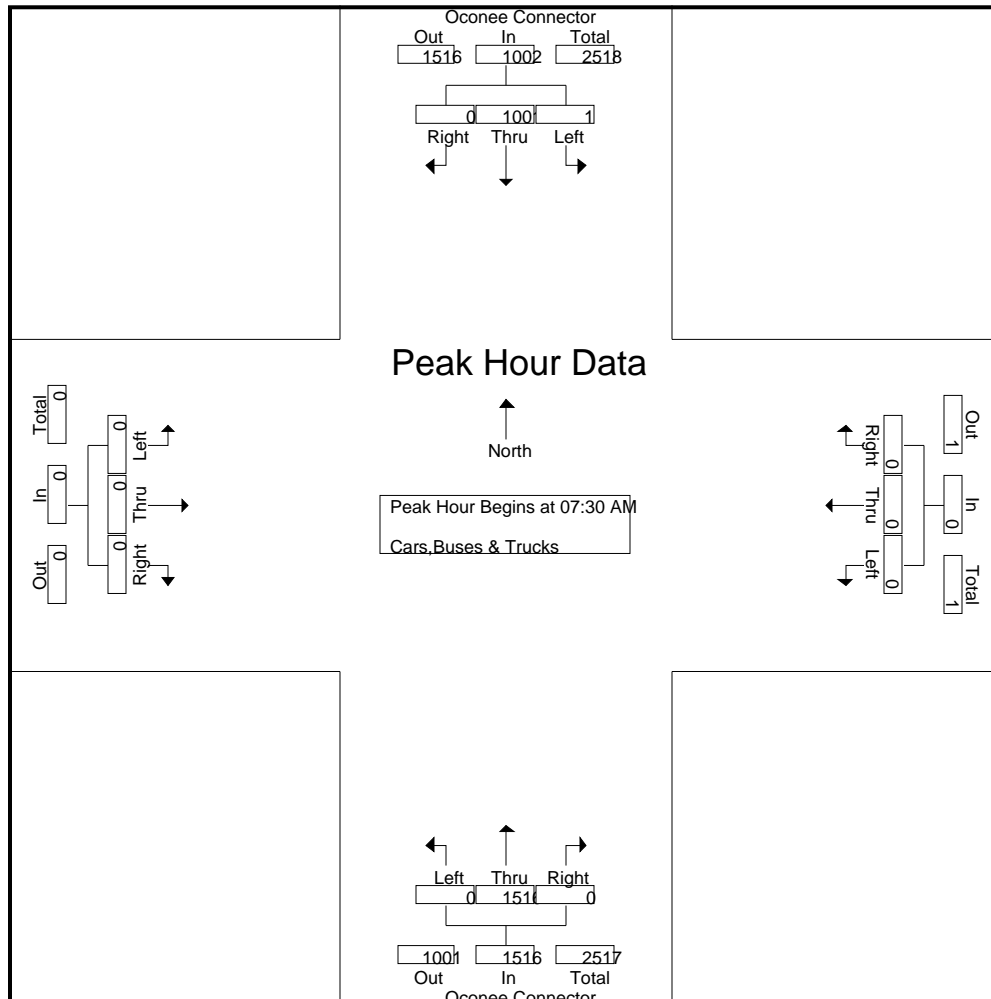 Oconee Connector
Out In Total
1516 1002 2518
0 1001 1
Right Thru Left
Peak Hour Data
North
Peak Hour Begins at 07:30 AM
Cars,Buses & Trucks
Total In Out
0 0 0
0 0 0
Left Thru Right
Right Thru Left
0 0 0
1 0 1
Out In Total
Left Thru Right
0 1516 0
1001 1516 2517
Out In Total
Oconee Connector